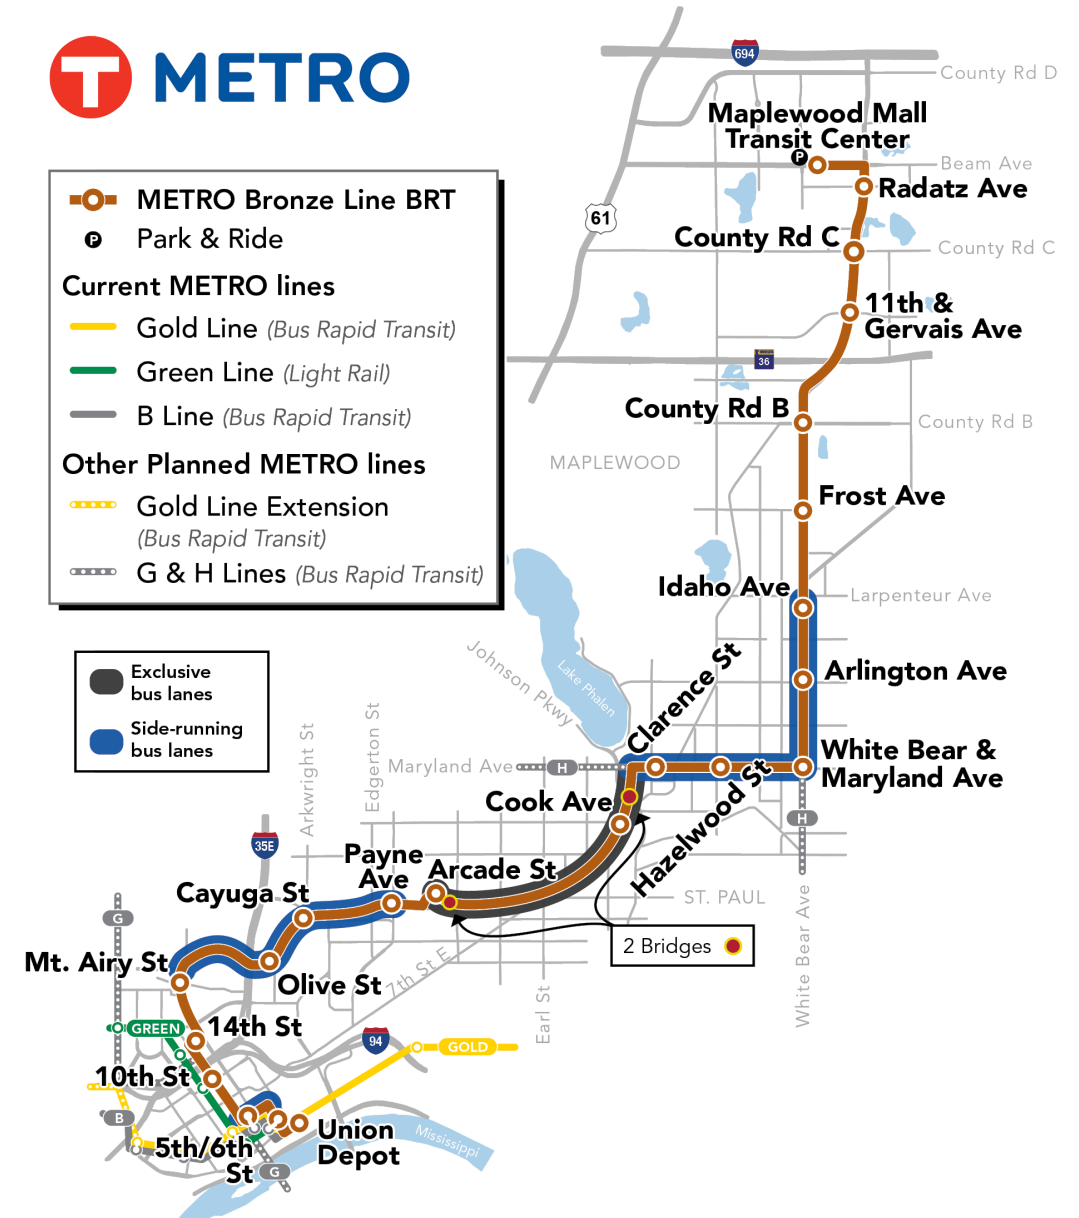 T METRO
METRO Bronze Line BRT
P Park & Ride
Current METRO lines
Gold Line (Bus Rapid Transit)
Green Line (Light Rail)
B Line (Bus Rapid Transit)
Other Planned METRO lines
Gold Line Extension
(Bus Rapid Transit)
G & H Lines (Bus Rapid Transit)
Exclusive
bus lanes
Side-running
bus lanes
694
County Rd D
Maplewood Mall
Transit Center
P
Beam Ave
Radatz Ave
61
County Rd C
County Rd C
11th &
Gervais Ave
36
County Rd B
County Rd B
MAPLEWOOD
Frost Ave
Idaho Ave
Larpenteur Ave
Johnson Pkwy
Lake Phalen
Clarence St
Arlington Ave
White Bear &
Maryland Ave
Maryland Ave
H
Cook Ave
Hazelwood St
H
Arkwright St
Edgerton St
35E
Payne
Ave
Arcade St
Cayuga St
ST. PAUL
White Bear Ave
2 Bridges
G
Mt. Airy St
Olive St
7th St E
Earl St
GREEN
14th St
94
GOLD
10th St
B
5th/6th
St
G
Union
Depot
Mississippi